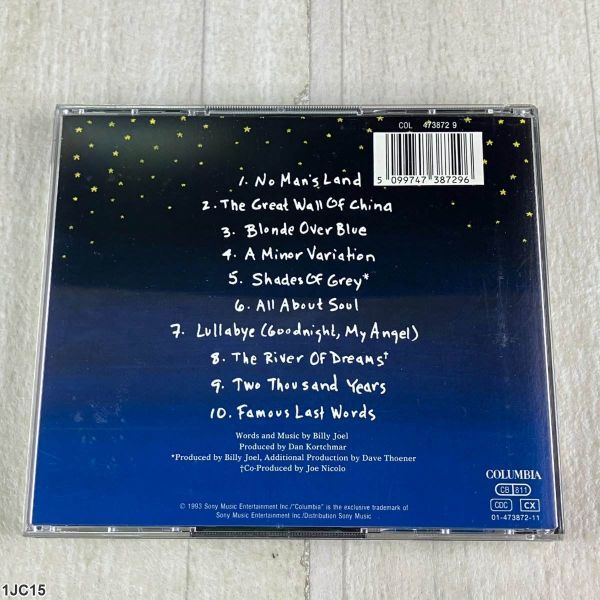 COL 473872 9
5 099747 387296
1. No Man's Land
2. The Great Wall Of China
3. Blonde Over Blue
4. A Minor Variation
5. Shades Of Grey*
6. All About Soul
7. Lullabye (Goodnight, My Angel)
8. The River Of Dreams†
9. Two Thousand Years
10. Famous Last Words
Words and Music by Billy Joel
Produced by Dan Kortchmar
*Produced by Billy Joel, Additional Production by Dave Thoener
†Co-Produced by Joe Nicolo
COLUMBIA
CB 811
CDC CX
01-473872-11
© 1993 Sony Music Entertainment Inc./"Columbia" is the exclusive trademark of
Sony Music Entertainment Inc./Distribution Sony Music
1JC15